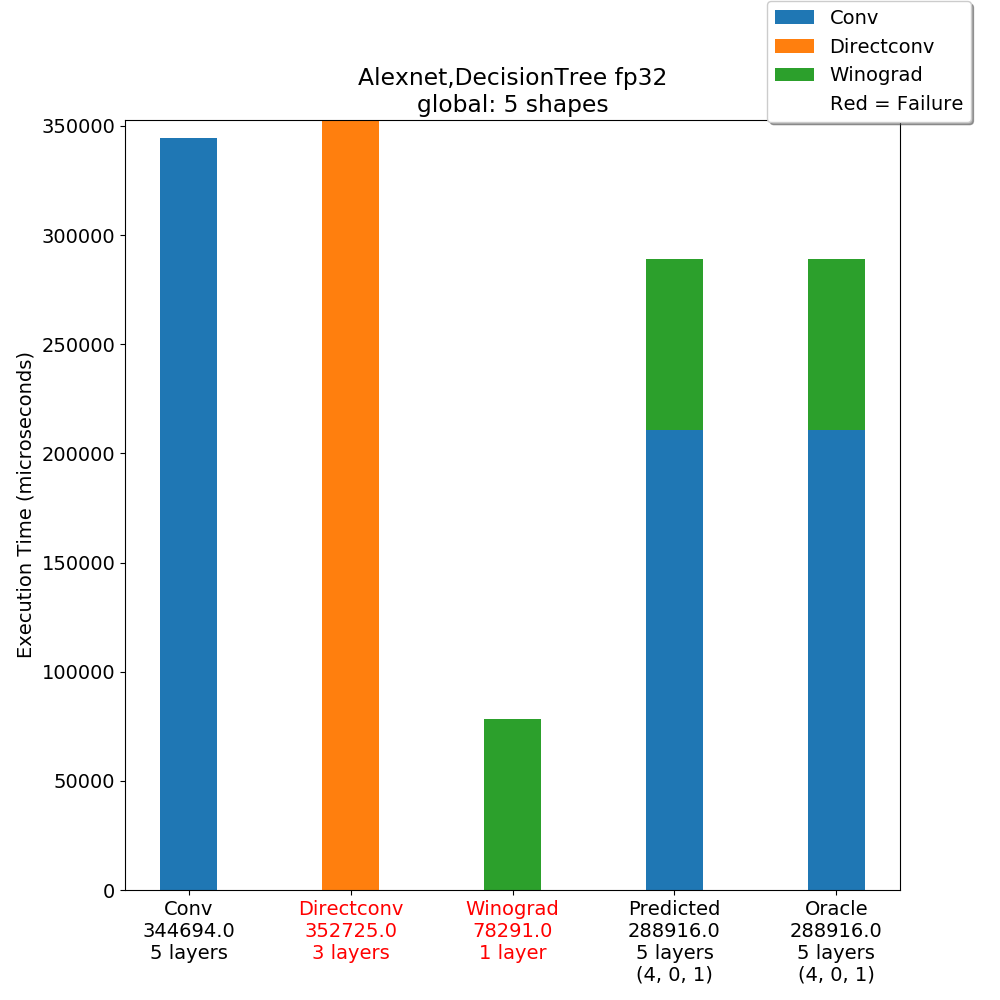 Conv
Directconv
Winograd
Red = Failure
Alexnet,DecisionTree fp32
global: 5 shapes
Execution Time (microseconds)
350000
300000
250000
200000
150000
100000
50000
0
Conv
344694.0
5 layers
Directconv
352725.0
3 layers
Winograd
78291.0
1 layer
Predicted
288916.0
5 layers
(4, 0, 1)
Oracle
288916.0
5 layers
(4, 0, 1)